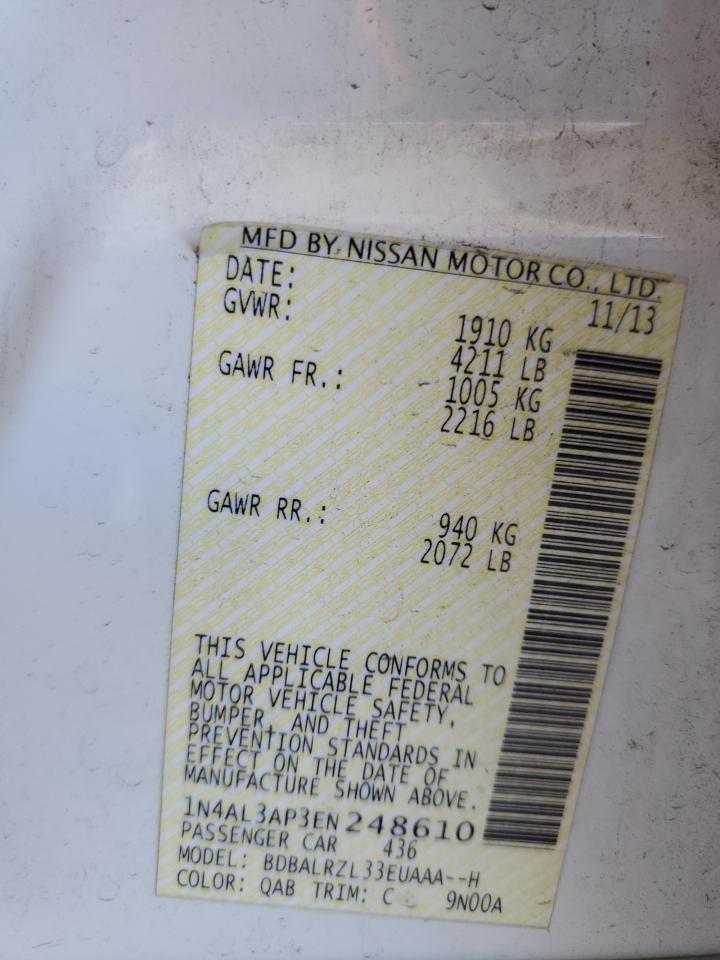 MFD BY NISSAN MOTOR CO., LTD.
DATE: 11/13
GVWR: 1910 KG
4211 LB
GAWR FR.: 1005 KG
2216 LB
GAWR RR.: 940 KG
2072 LB
THIS VEHICLE CONFORMS TO
ALL APPLICABLE FEDERAL
MOTOR VEHICLE SAFETY,
BUMPER, AND THEFT
PREVENTION STANDARDS IN
EFFECT ON THE DATE OF
MANUFACTURE SHOWN ABOVE.
1N4AL3AP3EN248610
PASSENGER CAR 436
MODEL: BDBALRZL33EUAAA--H
COLOR: QAB TRIM: C 9N00A